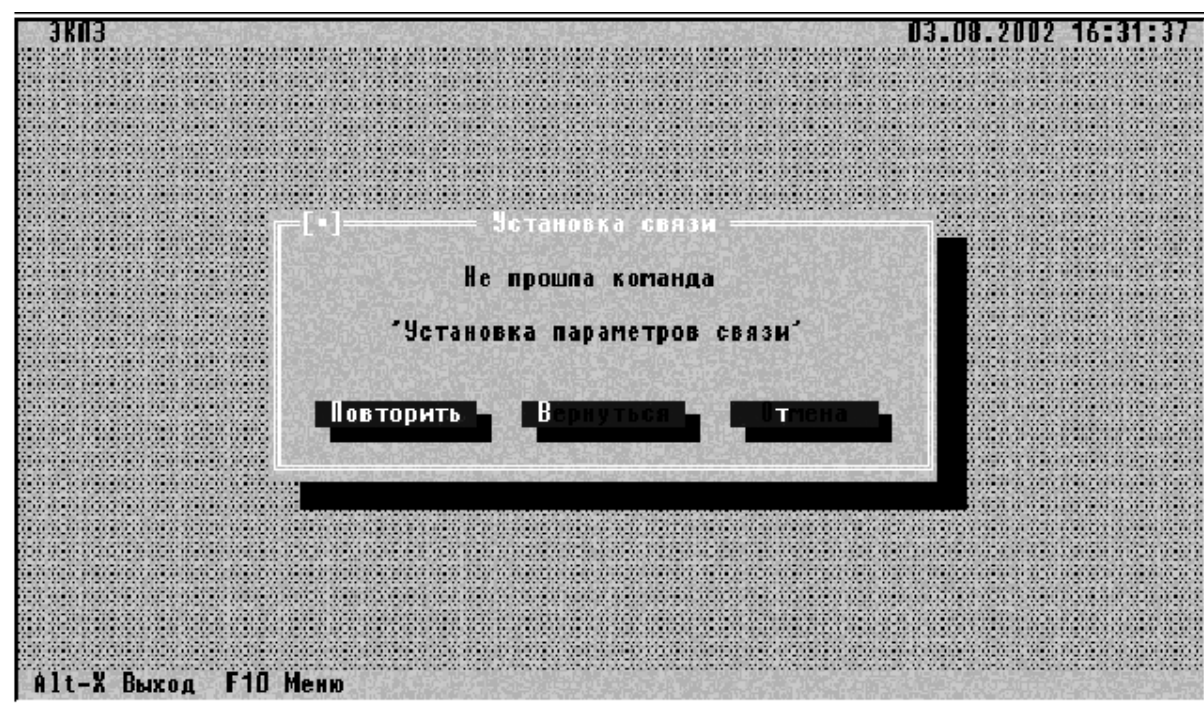 ЭКПЗ 03.08.2002 16:31:37
[▪] Установка связи
Не прошла команда
'Установка параметров связи'
Повторить Вернуться Отмена
Alt-X Выход F10 Меню